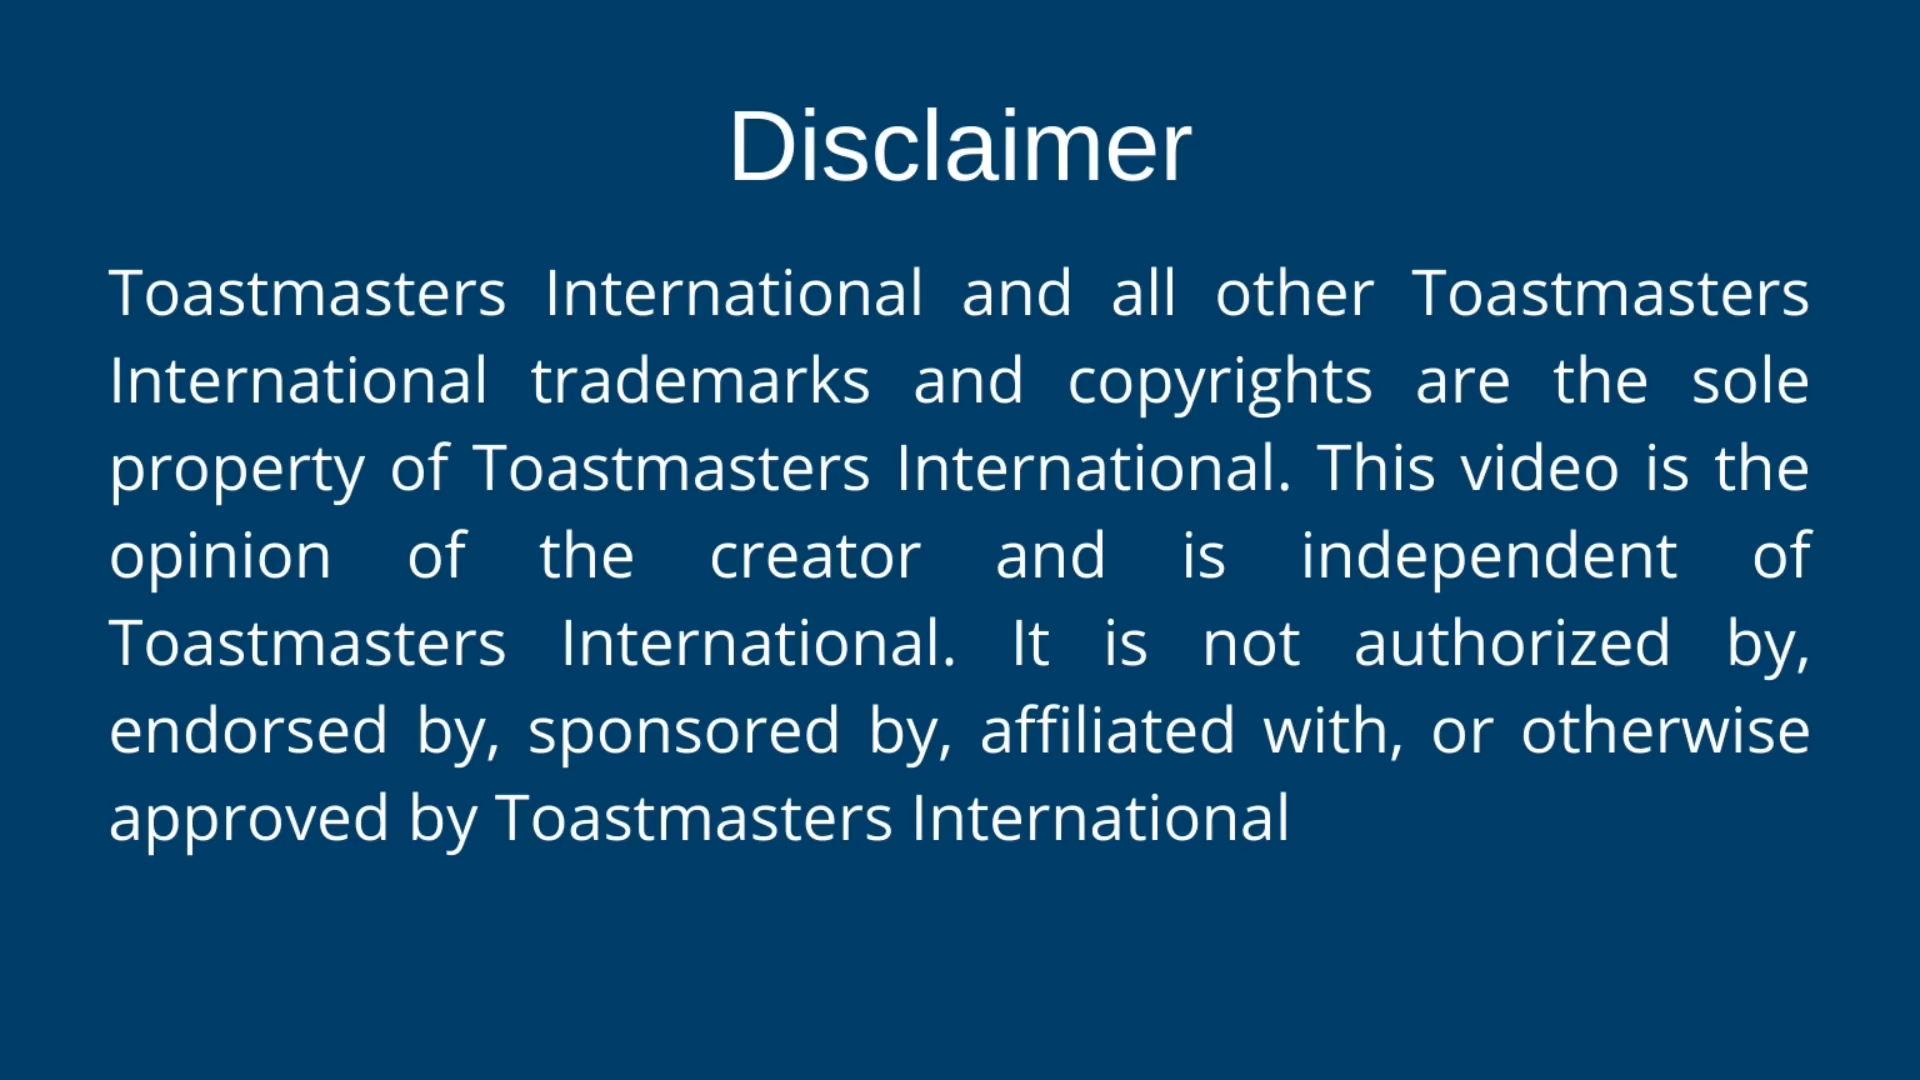 Disclaimer
Toastmasters International and all other Toastmasters
International trademarks and copyrights are the sole
property of Toastmasters International. This video is the
opinion of the creator and is independent of
Toastmasters International. It is not authorized by,
endorsed by, sponsored by, affiliated with, or otherwise
approved by Toastmasters International